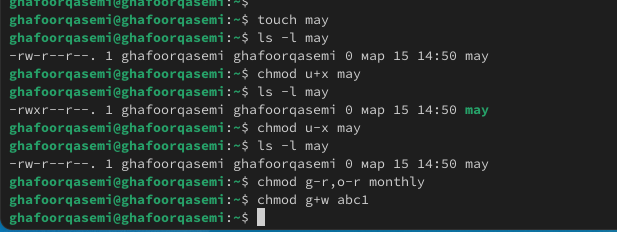 ghafoorqasemi@ghafoorqasemi:~$
ghafoorqasemi@ghafoorqasemi:~$ touch may
ghafoorqasemi@ghafoorqasemi:~$ ls -l may
-rw-r--r--. 1 ghafoorqasemi ghafoorqasemi 0 мар 15 14:50 may
ghafoorqasemi@ghafoorqasemi:~$ chmod u+x may
ghafoorqasemi@ghafoorqasemi:~$ ls -l may
-rwxr--r--. 1 ghafoorqasemi ghafoorqasemi 0 мар 15 14:50 may
ghafoorqasemi@ghafoorqasemi:~$ chmod u-x may
ghafoorqasemi@ghafoorqasemi:~$ ls -l may
-rw-r--r--. 1 ghafoorqasemi ghafoorqasemi 0 мар 15 14:50 may
ghafoorqasemi@ghafoorqasemi:~$ chmod g-r,o-r monthly
ghafoorqasemi@ghafoorqasemi:~$ chmod g+w abc1
ghafoorqasemi@ghafoorqasemi:~$